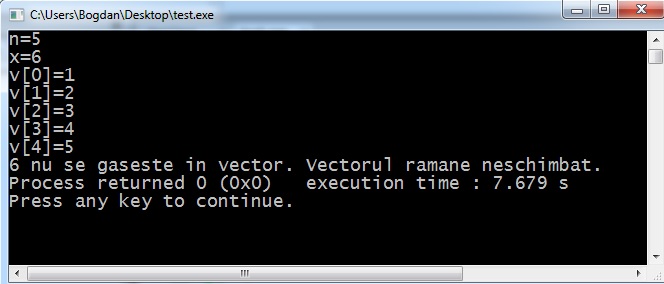 C:\Users\Bogdan\Desktop\test.exe
n=5
x=6
v[0]=1
v[1]=2
v[2]=3
v[3]=4
v[4]=5
6 nu se gaseste in vector. Vectorul ramane neschimbat.
Process returned 0 (0x0)   execution time : 7.679 s
Press any key to continue.